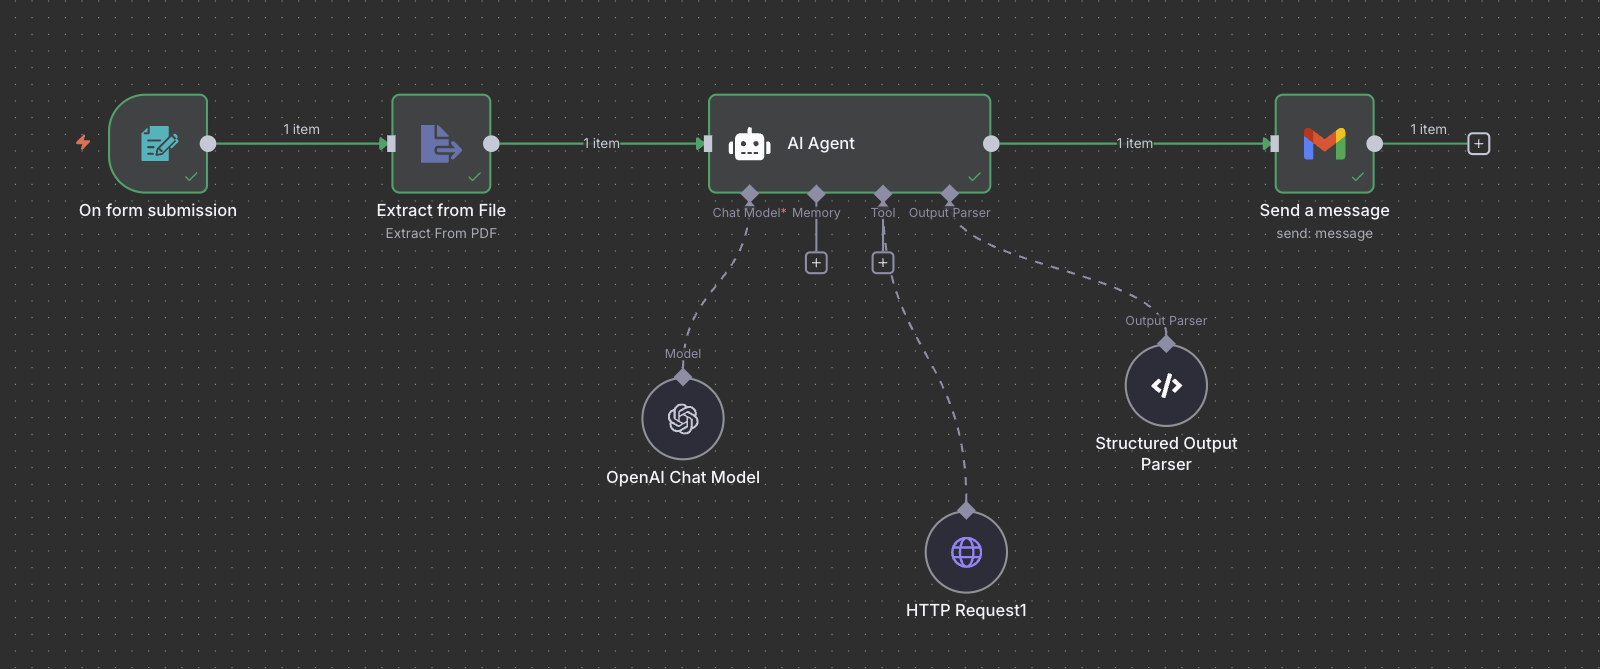 1 item
1 item
AI Agent
1 item
1 item
On form submission
Extract from File
Extract From PDF
Chat Model*
Memory
Tool
Output Parser
Send a message
send: message
Output Parser
Model
Structured Output
Parser
OpenAI Chat Model
HTTP Request1